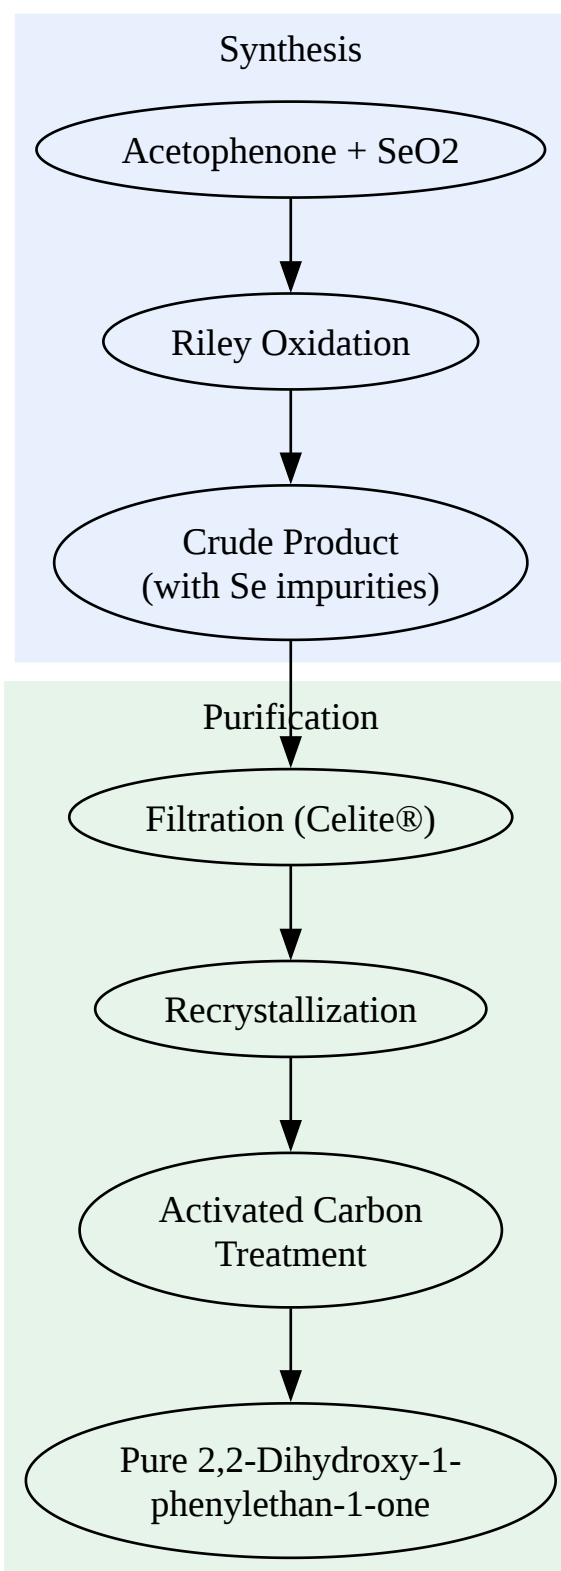 Synthesis
Acetophenone + SeO2
Riley Oxidation
Crude Product
(with Se impurities)
Purification
Filtration (Celite®)
Recrystallization
Activated Carbon
Treatment
Pure 2,2-Dihydroxy-1-
phenylethan-1-one